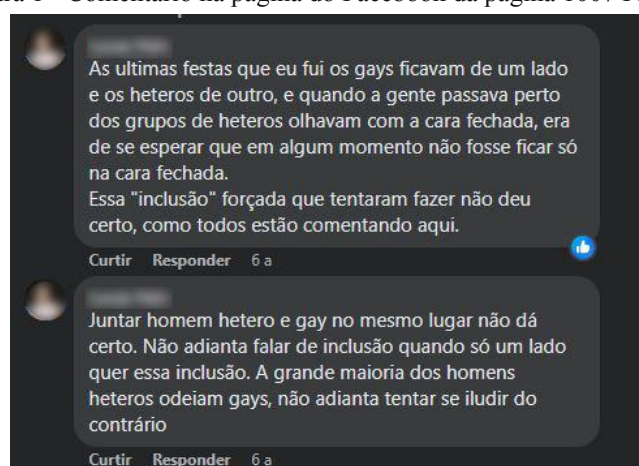 As ultimas festas que eu fui os gays ficavam de um lado
e os heteros de outro, e quando a gente passava perto
dos grupos de heteros olhavam com a cara fechada, era
de se esperar que em algum momento não fosse ficar só
na cara fechada.
Essa "inclusão" forçada que tentaram fazer não deu
certo, como todos estão comentando aqui.
Curtir Responder 6 a
Juntar homem hetero e gay no mesmo lugar não dá
certo. Não adianta falar de inclusão quando só um lado
quer essa inclusão. A grande maioria dos homens
heteros odeiam gays, não adianta tentar se iludir do
contrário
Curtir Responder 6 a